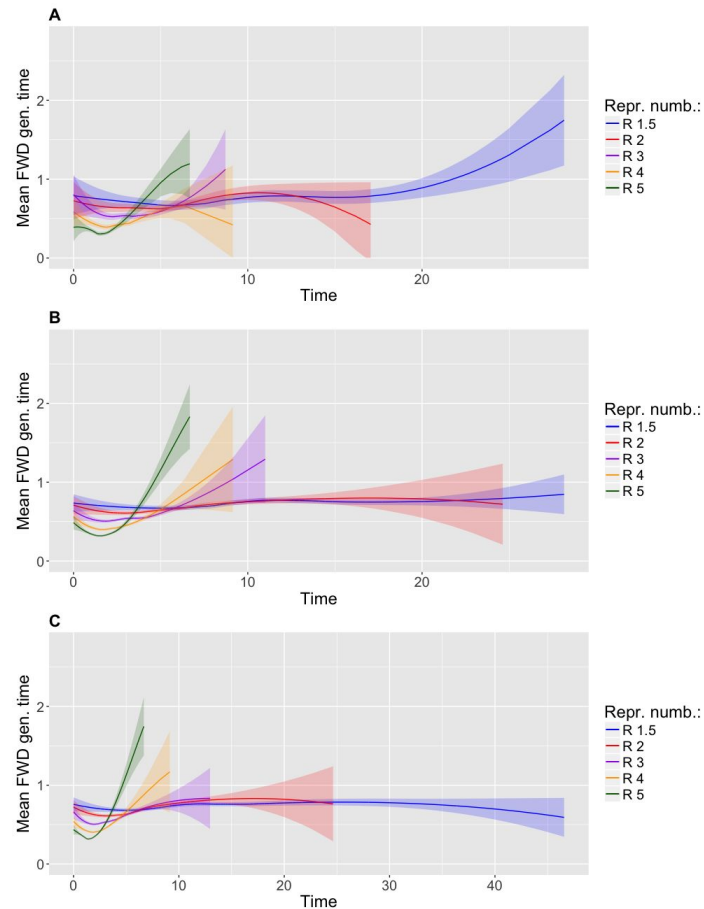 A
Mean FWD gen. time
2
1
0
0
10
20
Time
Repr. numb.:
R 1.5
R 2
R 3
R 4
R 5
B
Mean FWD gen. time
2
1
0
0
10
20
Time
Repr. numb.:
R 1.5
R 2
R 3
R 4
R 5
C
Mean FWD gen. time
2
1
0
0
10
20
30
40
Time
Repr. numb.:
R 1.5
R 2
R 3
R 4
R 5